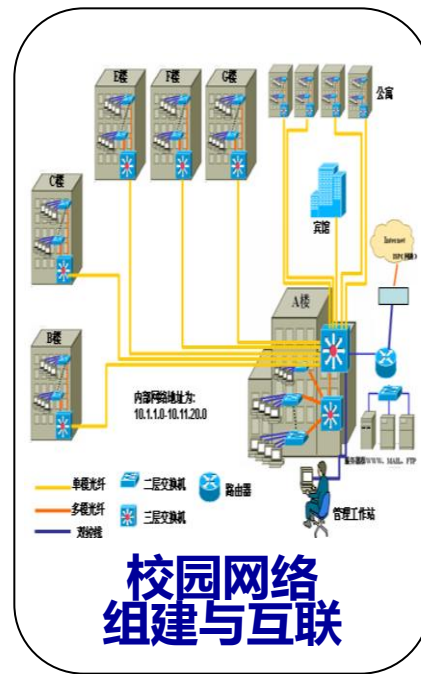 E楼
F楼
G楼
公寓
C楼
宾馆
Internet
A楼
B楼
内部网络地址为:
10.1.1.0-10.11.20.0
WWW、MAIL、FTP
单模光纤
二层交换机
路由器
多模光纤
三层交换机
管理工作站
双绞线
校园网络
组建与互联